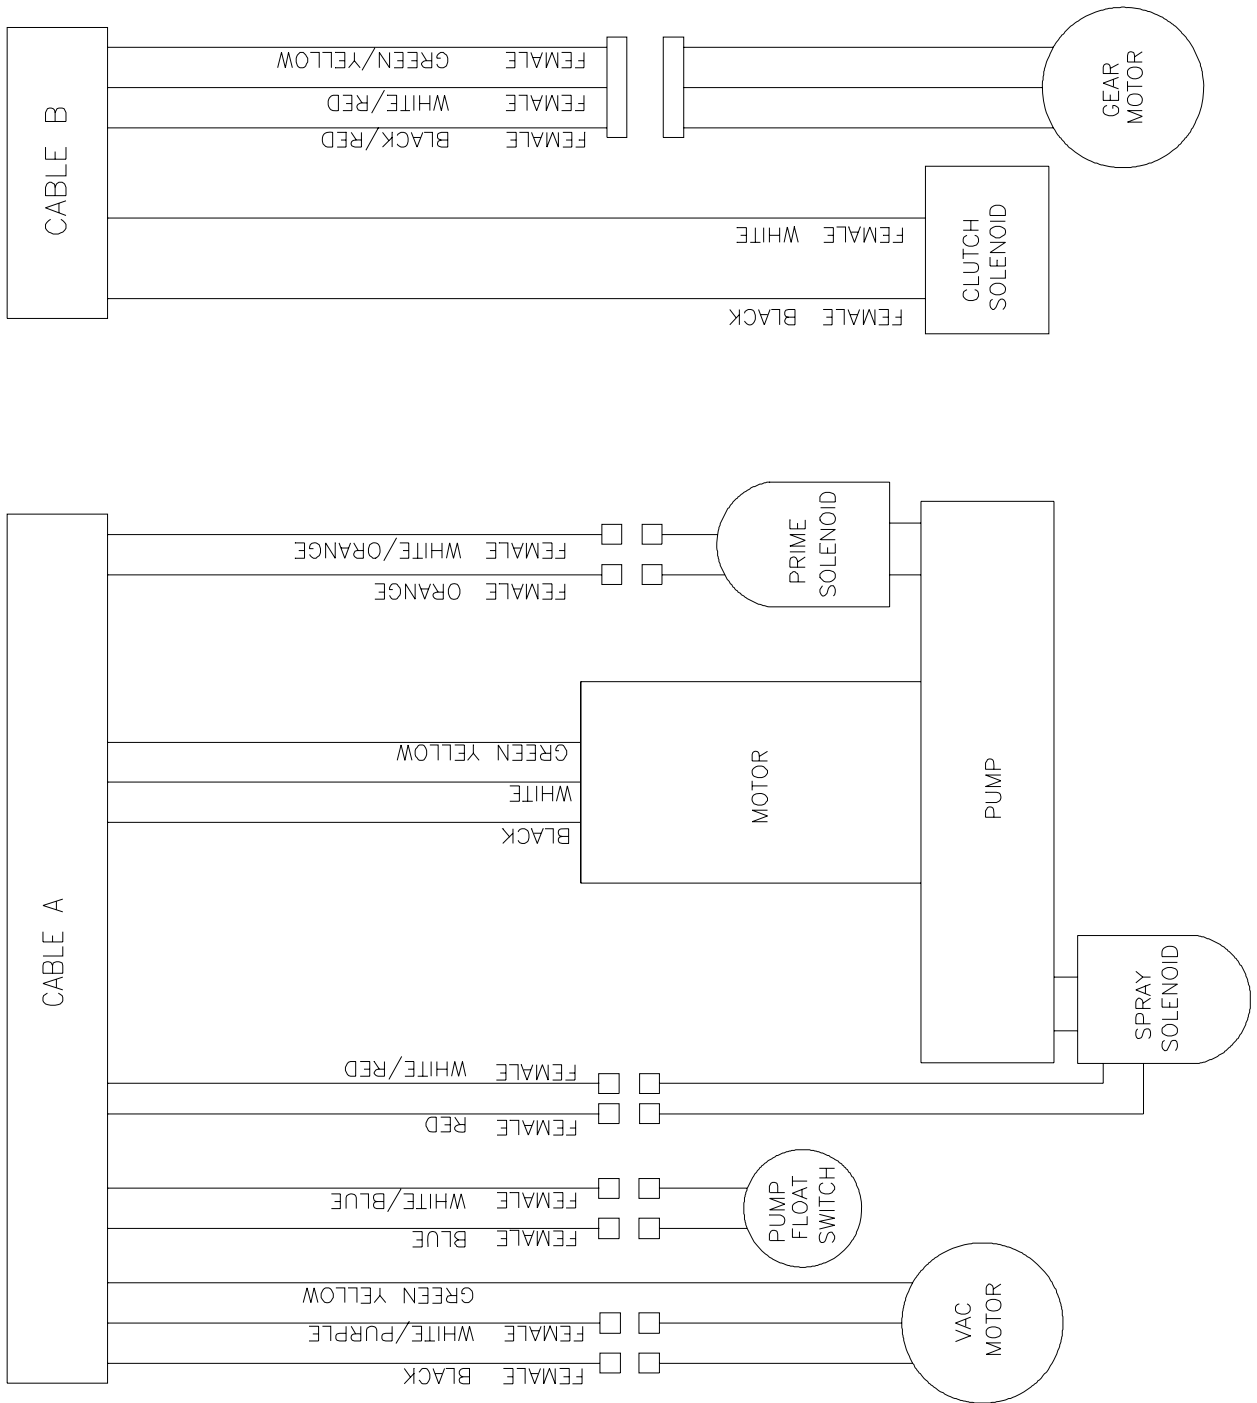 CABLE B
GREEN/YELLOW FEMALE
WHITE/RED FEMALE
BLACK/RED FEMALE
GEAR
MOTOR
WHITE FEMALE
BLACK FEMALE
CLUTCH
SOLENOID
CABLE A
WHITE/ORANGE FEMALE
ORANGE FEMALE
PRIME
SOLENOID
GREEN YELLOW
WHITE
BLACK
MOTOR
PUMP
SPRAY
SOLENOID
WHITE/RED FEMALE
RED FEMALE
WHITE/BLUE FEMALE
BLUE FEMALE
PUMP
FLOAT
SWITCH
GREEN YELLOW
WHITE/PURPLE FEMALE
BLACK FEMALE
VAC
MOTOR